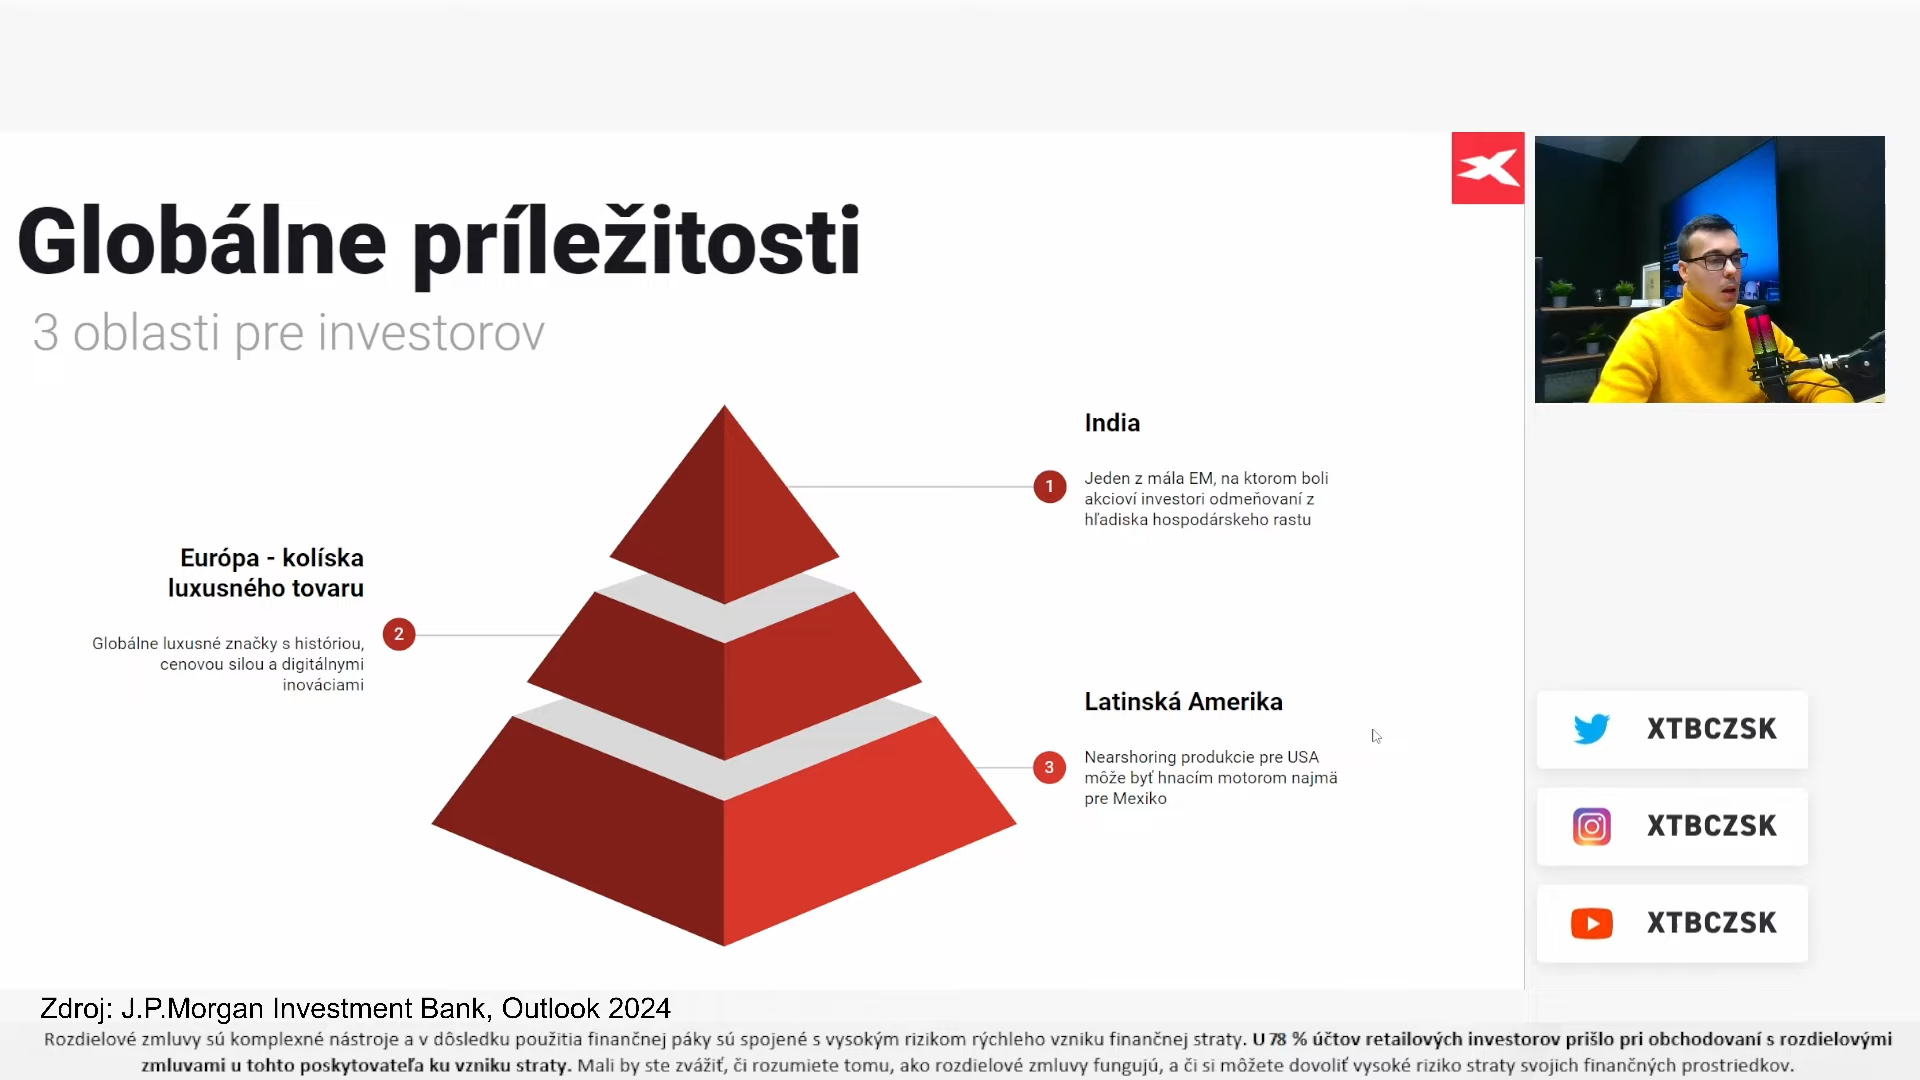 Globálne príležitosti
3 oblasti pre investorov
India
1
Jeden z mála EM, na ktorom boli
akcioví investori odmeňovaní z
hľadiska hospodárskeho rastu
Európa - kolíska
luxusného tovaru
2
Globálne luxusné značky s históriou,
cenovou silou a digitálnymi
inováciami
Latinská Amerika
3
Nearshoring produkcie pre USA
môže byť hnacím motorom najmä
pre Mexiko
XTBCZSK
XTBCZSK
XTBCZSK
Zdroj: J.P.Morgan Investment Bank, Outlook 2024
Rozdielové zmluvy sú komplexné nástroje a v dôsledku použitia finančnej páky sú spojené s vysokým rizikom rýchleho vzniku finančnej straty. U 78 % účtov retailových investorov prišlo pri obchodovaní s rozdielovými
zmluvami u tohto poskytovateľa ku vzniku straty. Mali by ste zvážiť, či rozumiete tomu, ako rozdielové zmluvy fungujú, a či si môžete dovoliť vysoké riziko straty svojich finančných prostriedkov.